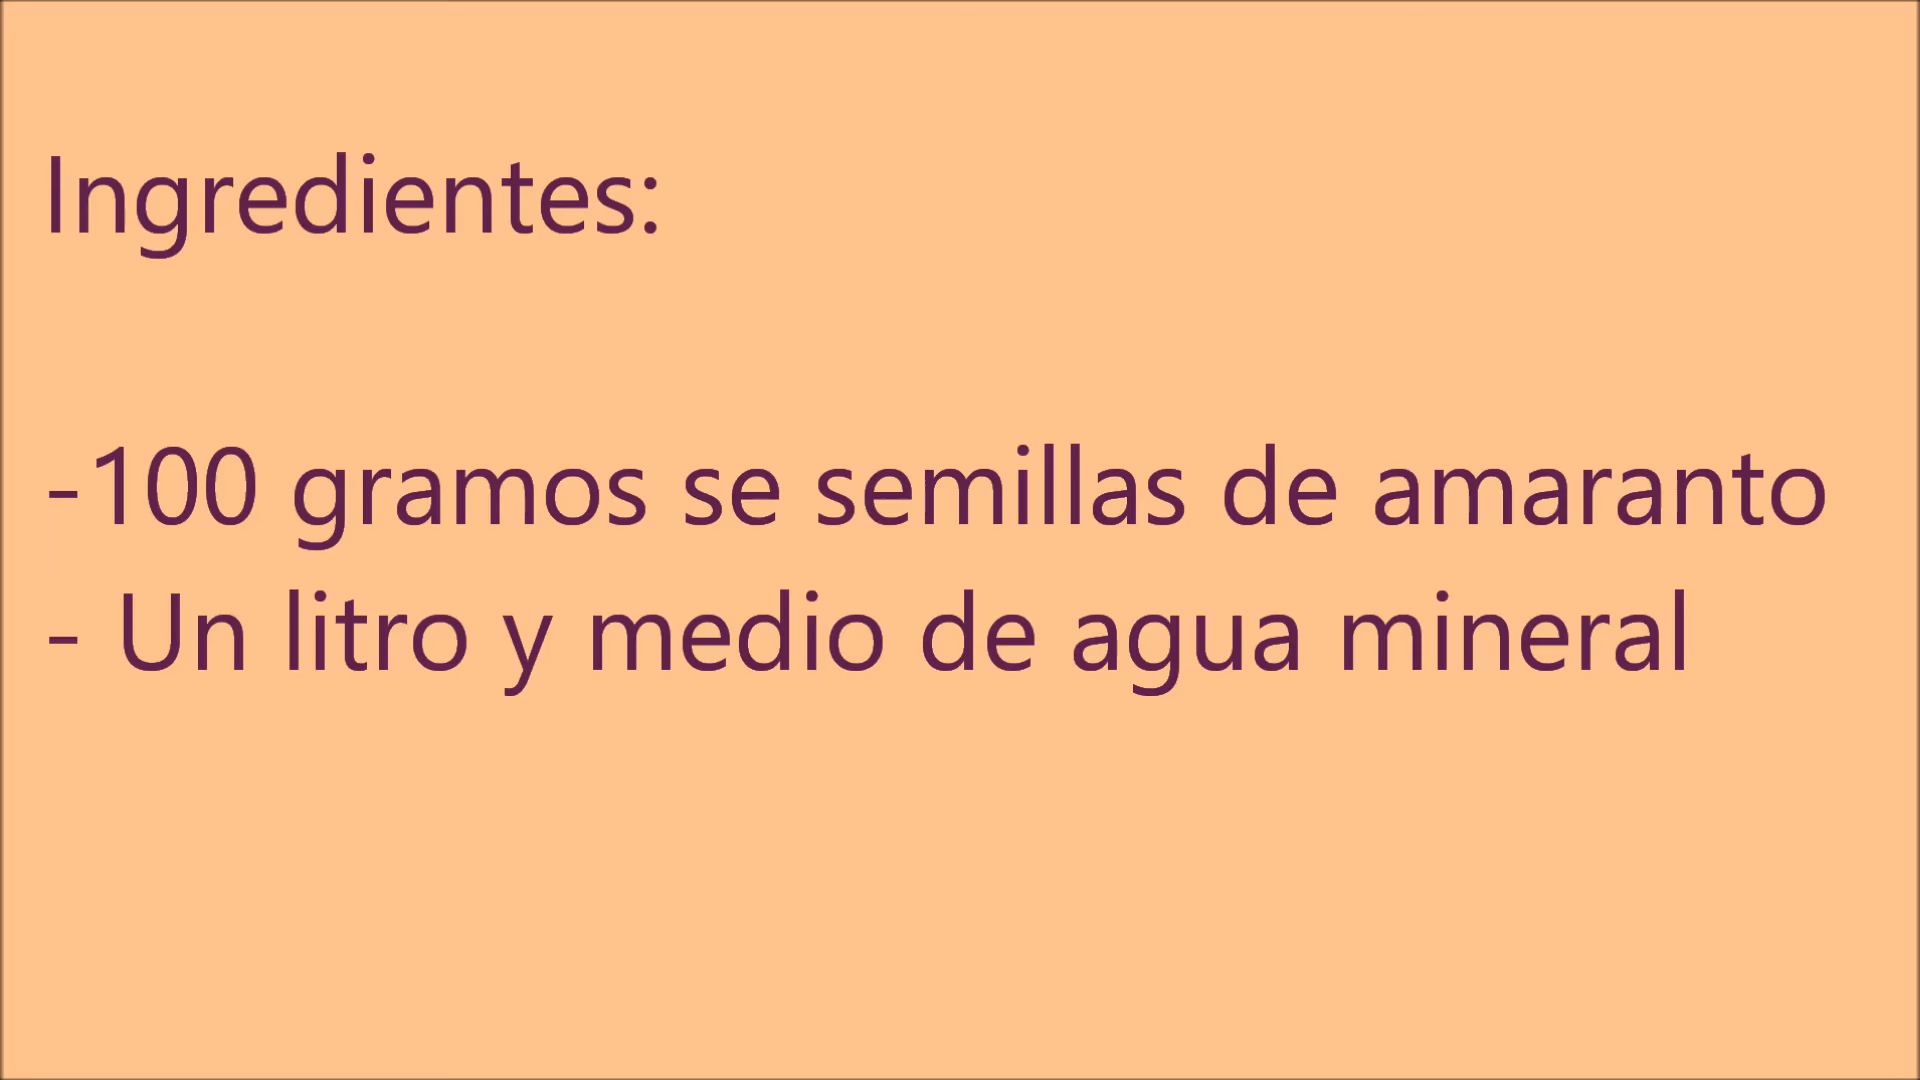 Ingredientes:
-100 gramos se semillas de amaranto
- Un litro y medio de agua mineral